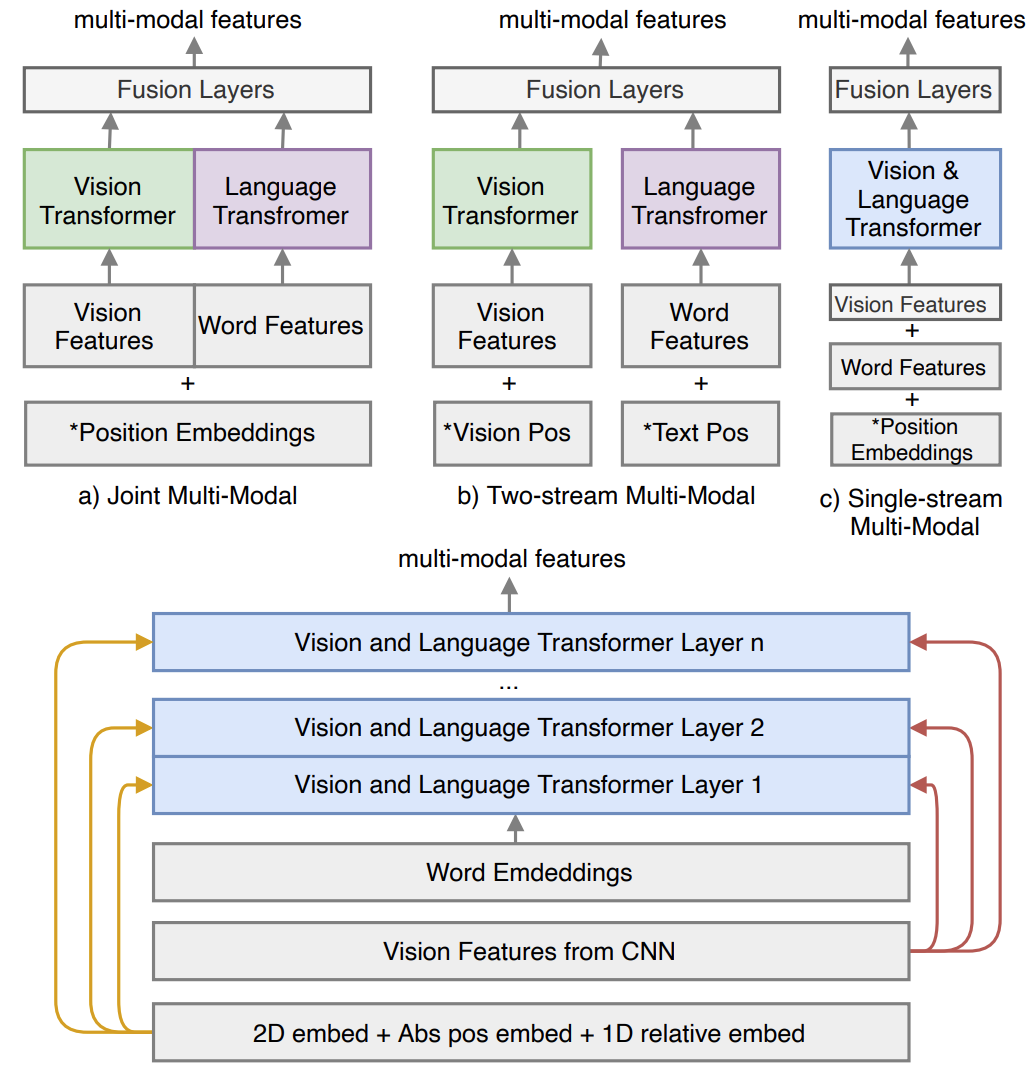 multi-modal features
Fusion Layers
Vision
Transformer
Language
Transfromer
Vision
Features
Word Features
+
*Position Embeddings
a) Joint Multi-Modal
multi-modal features
Fusion Layers
Vision
Transformer
Language
Transfromer
Vision
Features
Word
Features
+
+
*Vision Pos
*Text Pos
b) Two-stream Multi-Modal
multi-modal features
Fusion Layers
Vision &
Language
Transformer
Vision Features
+
Word Features
+
*Position
Embeddings
c) Single-stream
Multi-Modal
multi-modal features
Vision and Language Transformer Layer n
...
Vision and Language Transformer Layer 2
Vision and Language Transformer Layer 1
Word Emdeddings
Vision Features from CNN
2D embed + Abs pos embed + 1D relative embed